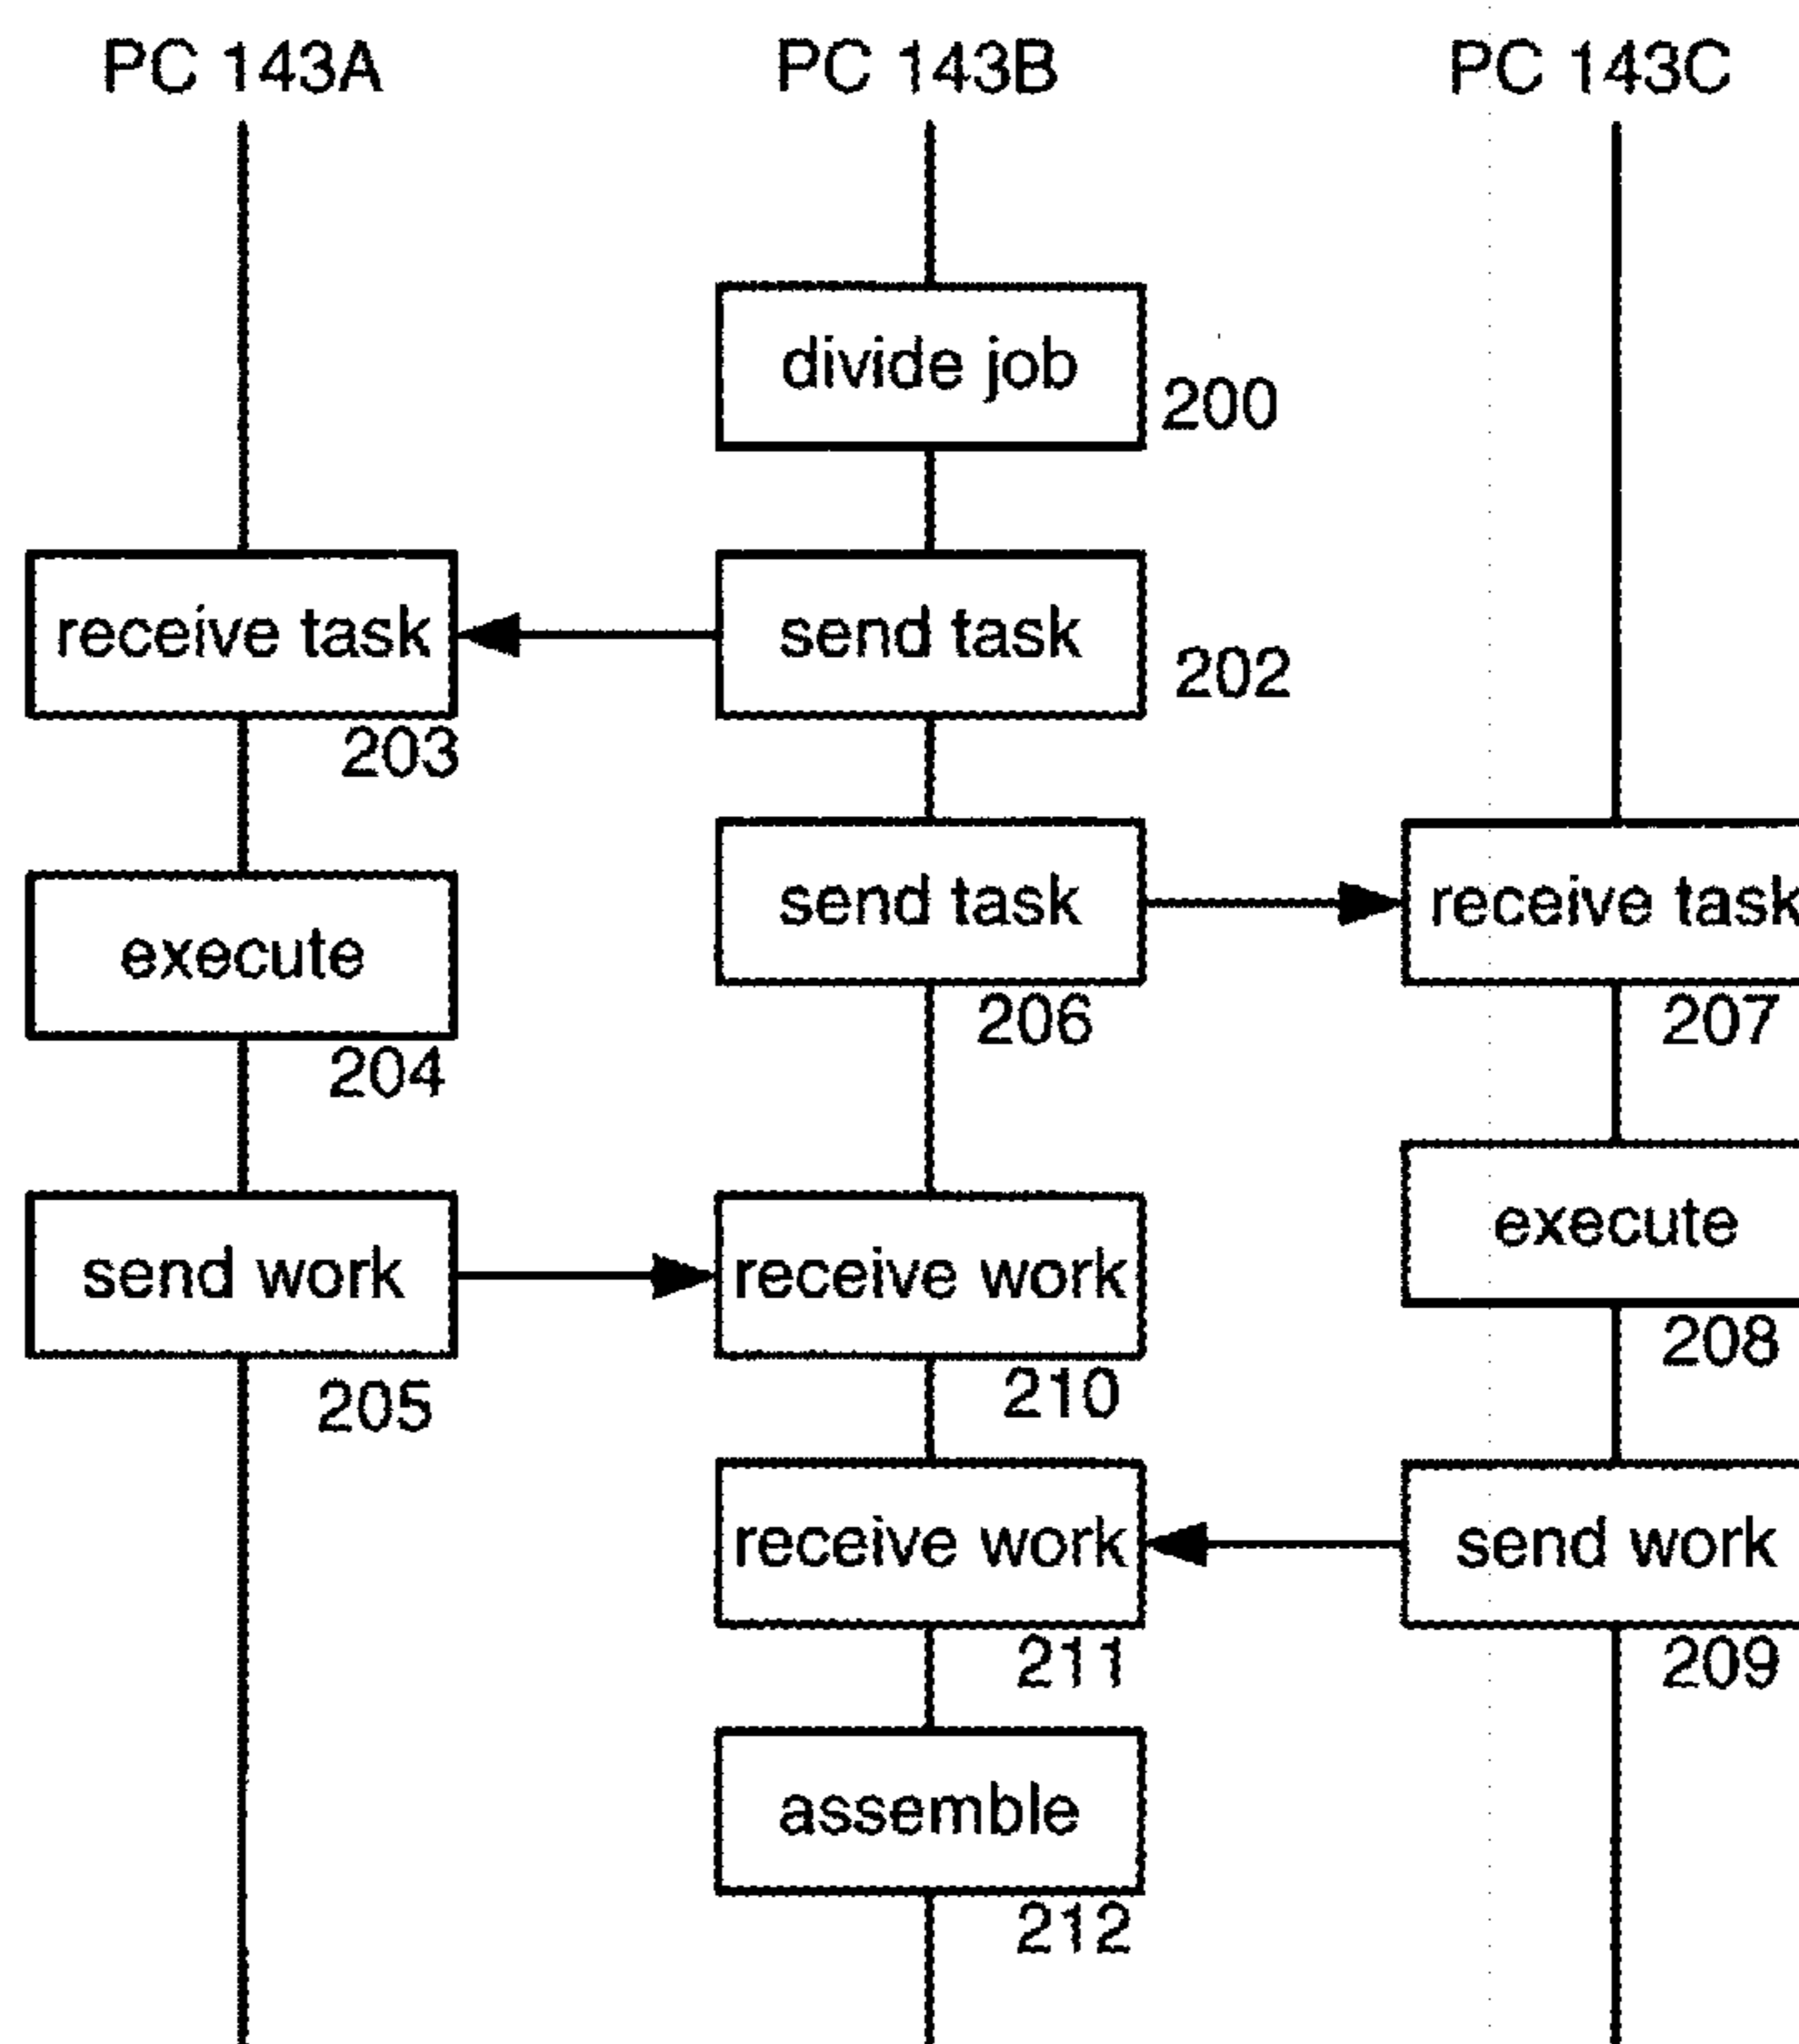 PC 143A PC 143B PC 143C
divide job
200
receive task send task
202
203
send task receive task
execute
206 207
204
execute
send work receive work
208
210
205
receive work send work
211 209
assemble
212